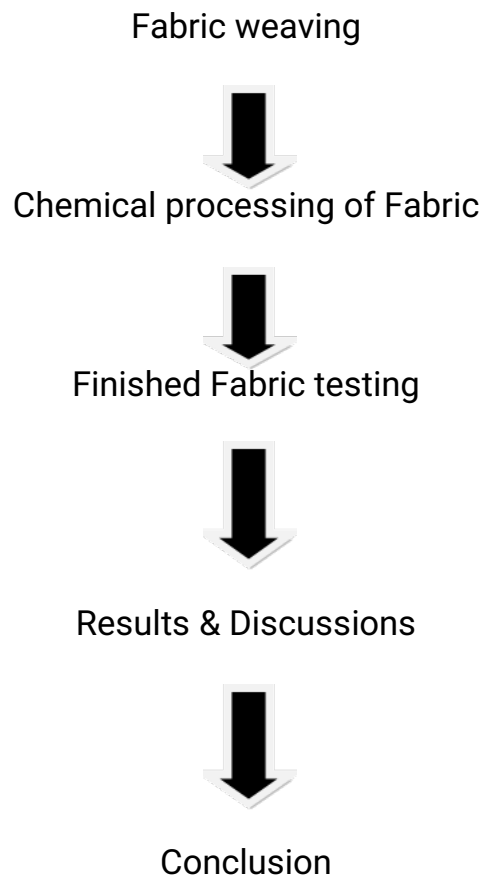 Fabric weaving
Chemical processing of Fabric
Finished Fabric testing
Results & Discussions
Conclusion